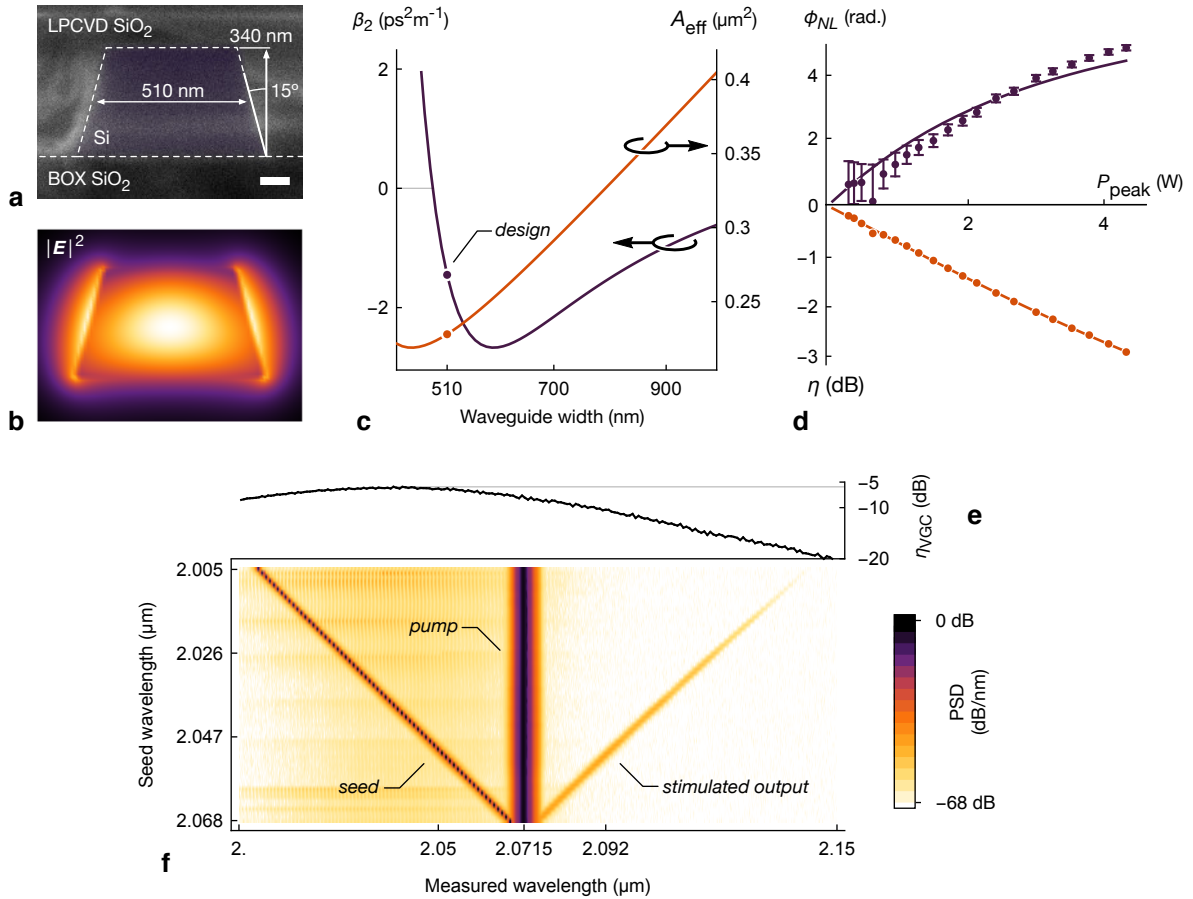 LPCVD SiO2
340 nm
510 nm
15°
Si
BOX SiO2
a
|E|²
b
β2 (ps²m⁻¹)
Aeff (μm²)
2
0
−2
0.4
0.35
0.3
0.25
design
510
700
900
Waveguide width (nm)
c
ϕNL (rad.)
4
2
0
2
4
Ppeak (W)
−1
−2
−3
η (dB)
d
−5
−10
−20
ηVGC (dB)
e
2.005
2.026
2.047
2.068
Seed wavelength (μm)
pump
seed
stimulated output
2.
2.05
2.0715
2.092
2.15
Measured wavelength (μm)
f
0 dB
−68 dB
PSD
(dB/nm)